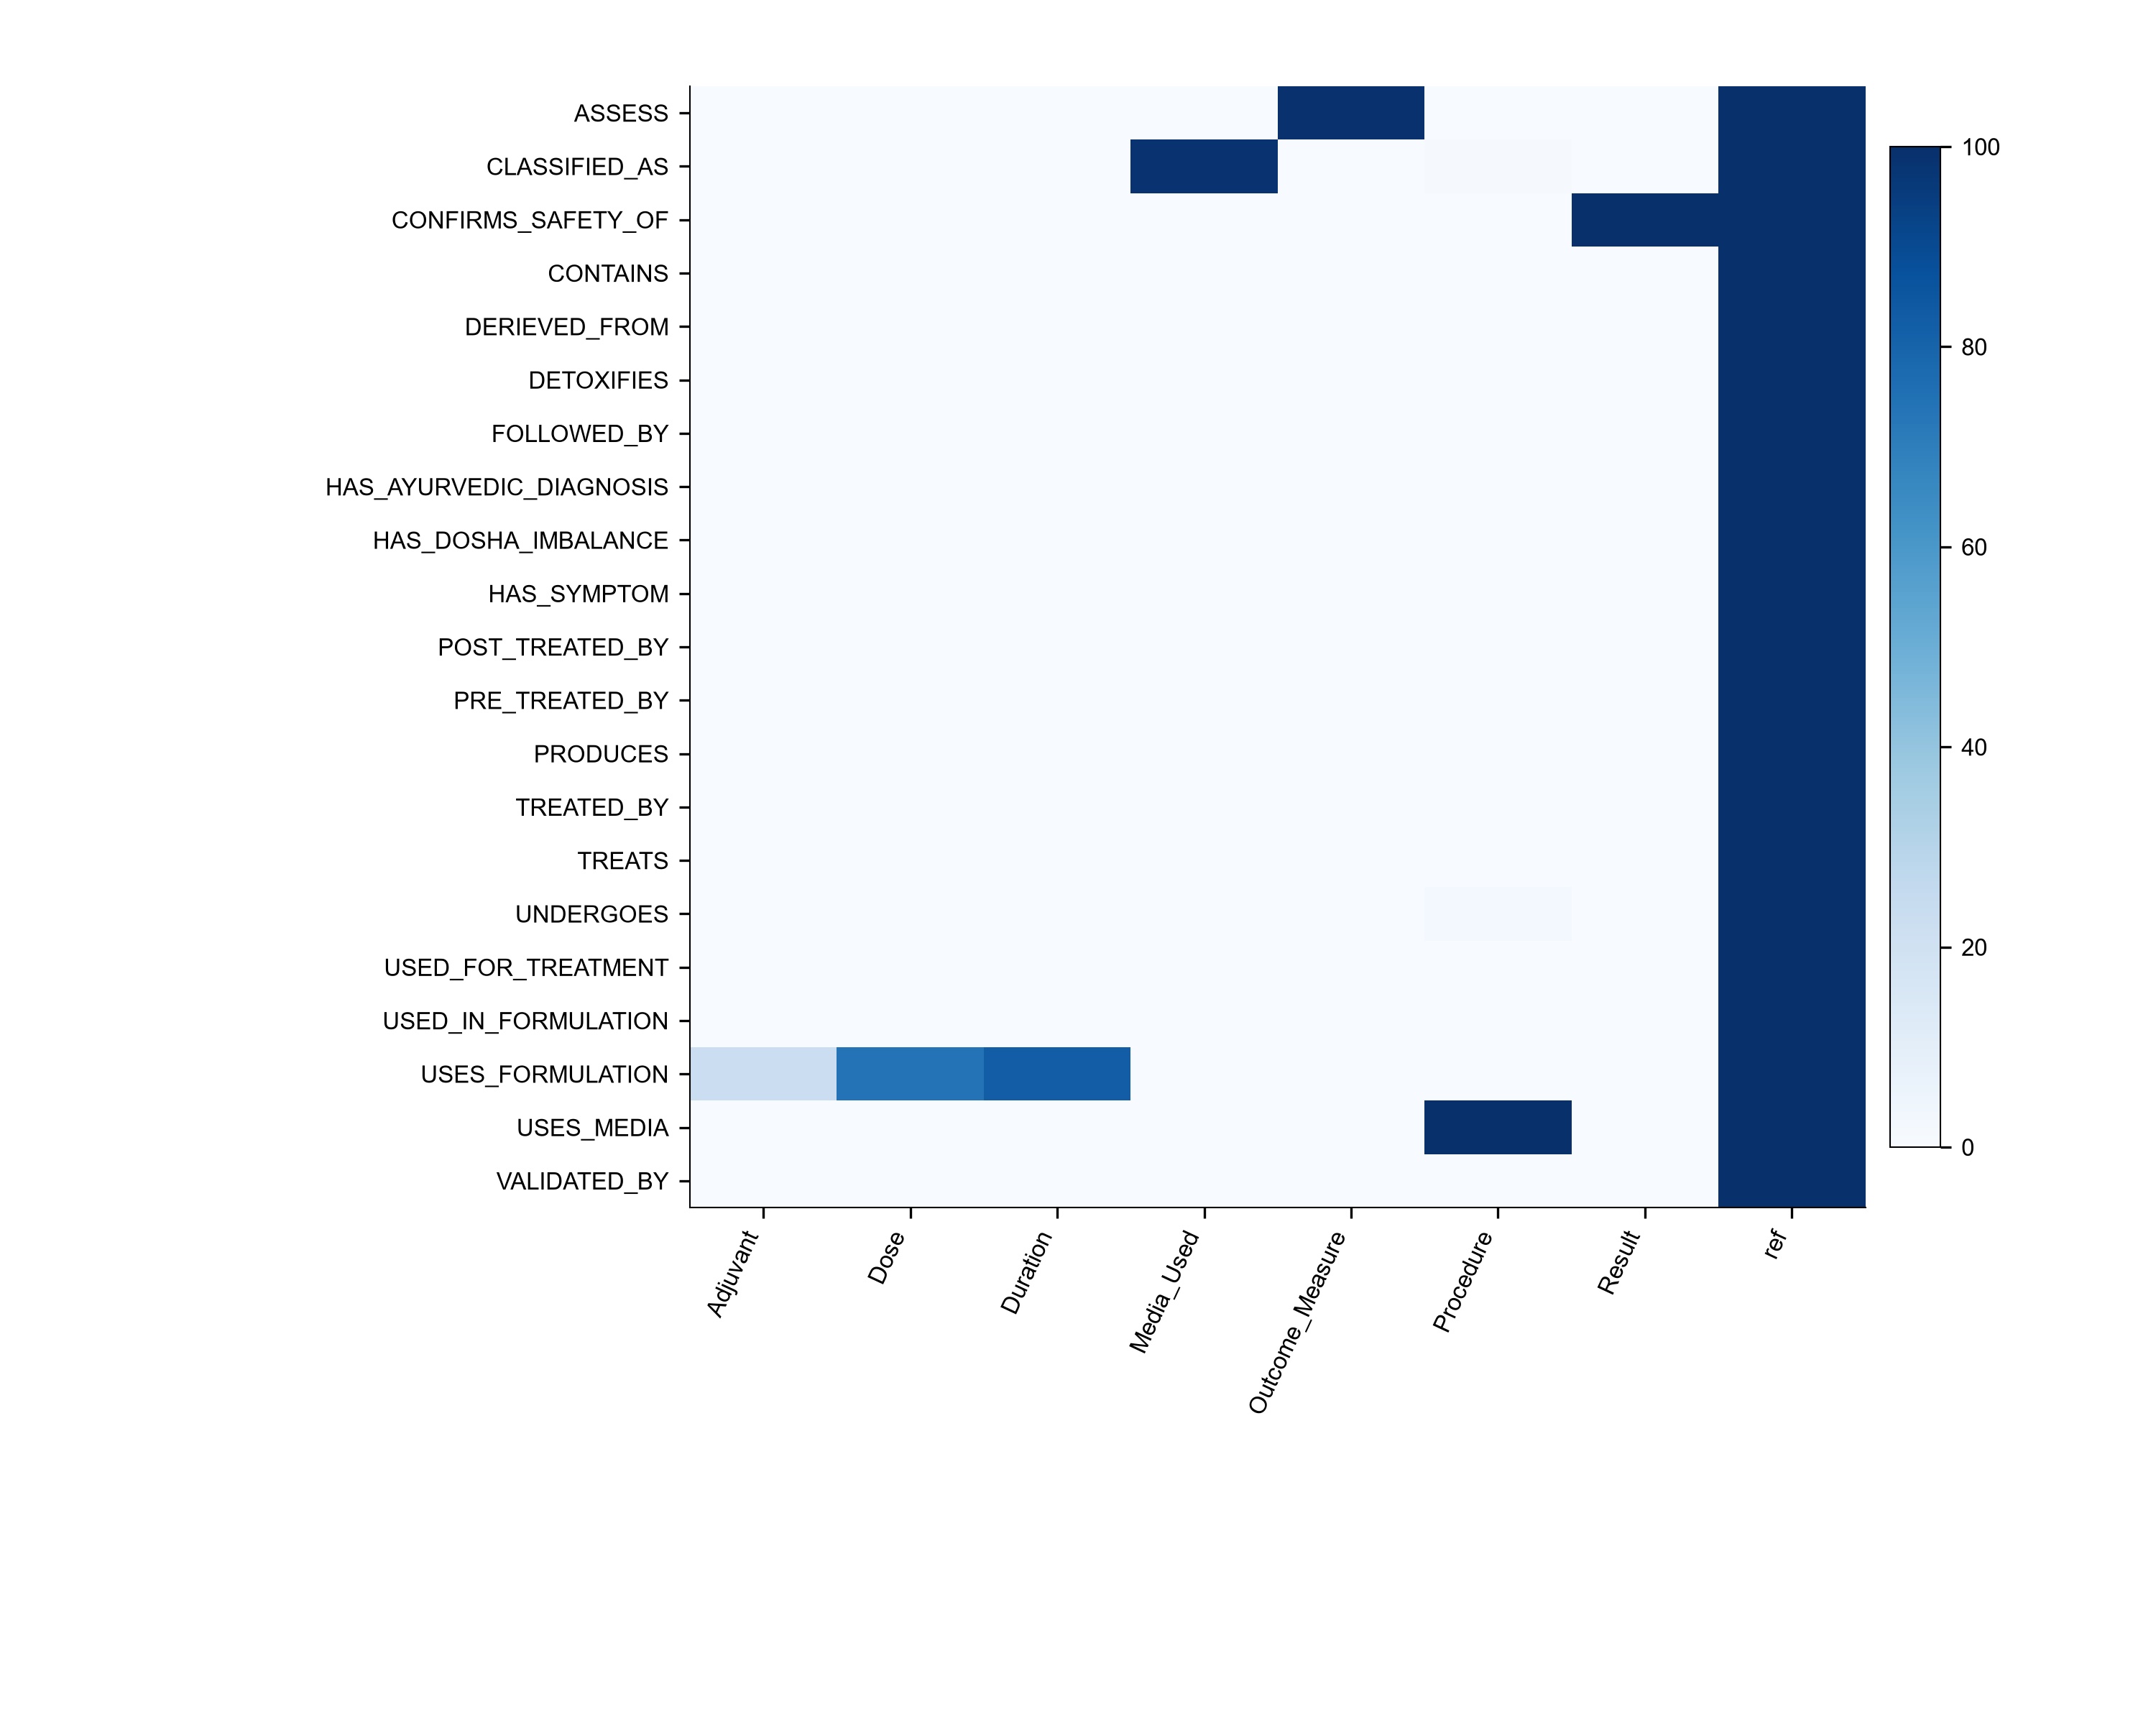 ASSESS
CLASSIFIED_AS
CONFIRMS_SAFETY_OF
CONTAINS
DERIEVED_FROM
DETOXIFIES
FOLLOWED_BY
HAS_AYURVEDIC_DIAGNOSIS
HAS_DOSHA_IMBALANCE
HAS_SYMPTOM
POST_TREATED_BY
PRE_TREATED_BY
PRODUCES
TREATED_BY
TREATS
UNDERGOES
USED_FOR_TREATMENT
USED_IN_FORMULATION
USES_FORMULATION
USES_MEDIA
VALIDATED_BY
Adjuvant
Dose
Duration
Media_Used
Outcome_Measure
Procedure
Result
ref
100
80
60
40
20
0